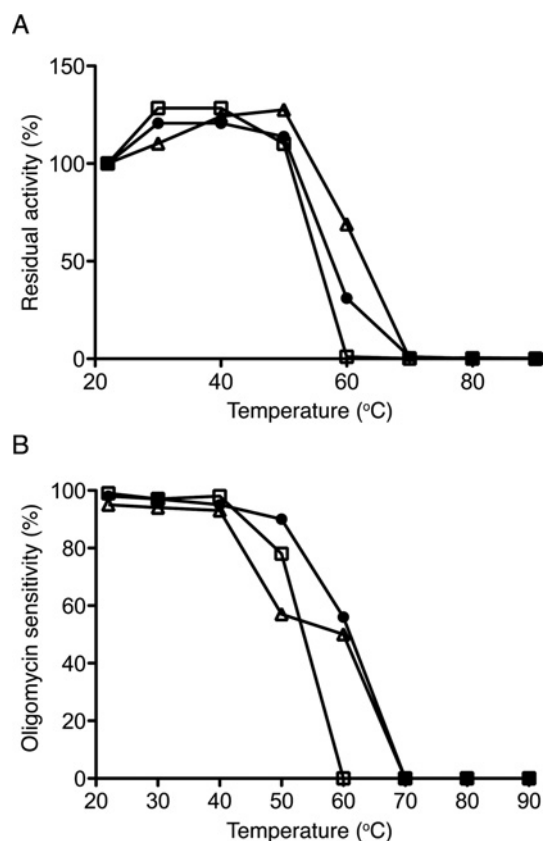 A
150
100
50
0
20 40 60 80
Residual activity (%)
Temperature (°C)
B
100
80
60
40
20
0
20 30 40 50 60 70 80 90
Oligomycin sensitivity (%)
Temperature (°C)